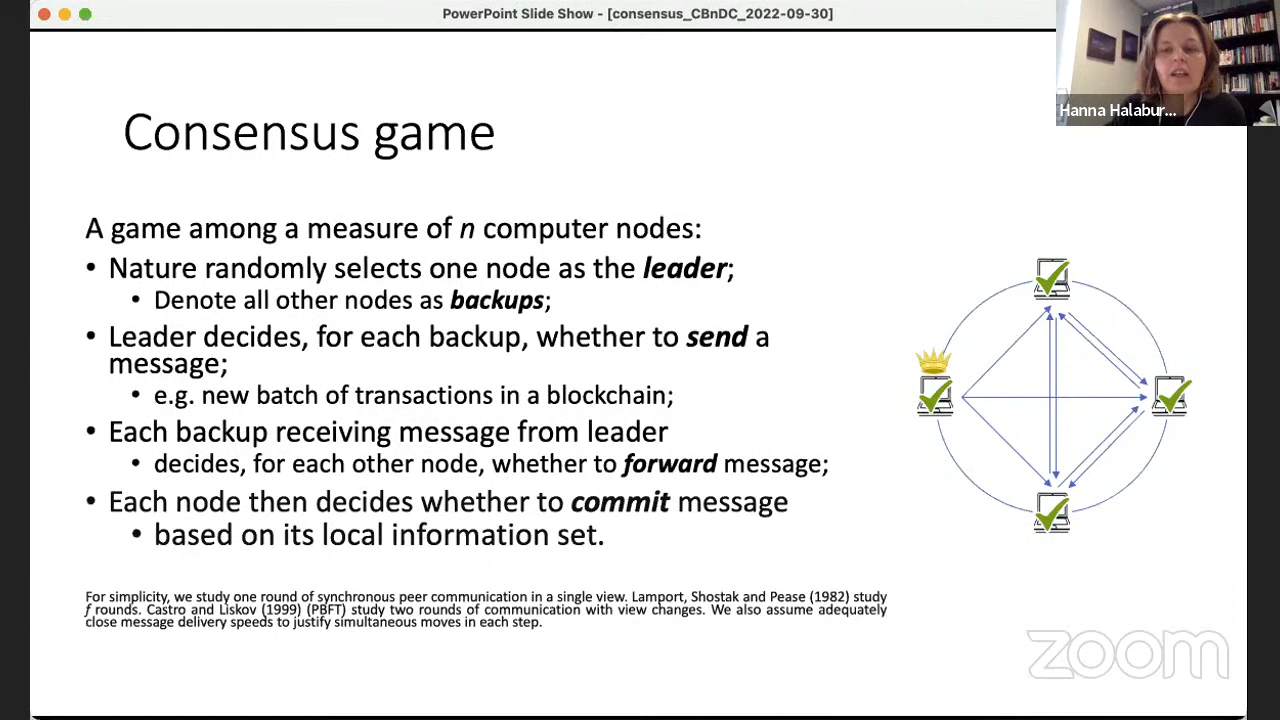 PowerPoint Slide Show - [consensus_CBnDC_2022-09-30]
Hanna Halabur...
Consensus game
A game among a measure of n computer nodes:
• Nature randomly selects one node as the leader;
• Denote all other nodes as backups;
• Leader decides, for each backup, whether to send a
message;
• e.g. new batch of transactions in a blockchain;
• Each backup receiving message from leader
• decides, for each other node, whether to forward message;
• Each node then decides whether to commit message
• based on its local information set.
For simplicity, we study one round of synchronous peer communication in a single view. Lamport, Shostak and Pease (1982) study
f rounds. Castro and Liskov (1999) (PBFT) study two rounds of communication with view changes. We also assume adequately
close message delivery speeds to justify simultaneous moves in each step.
zoom